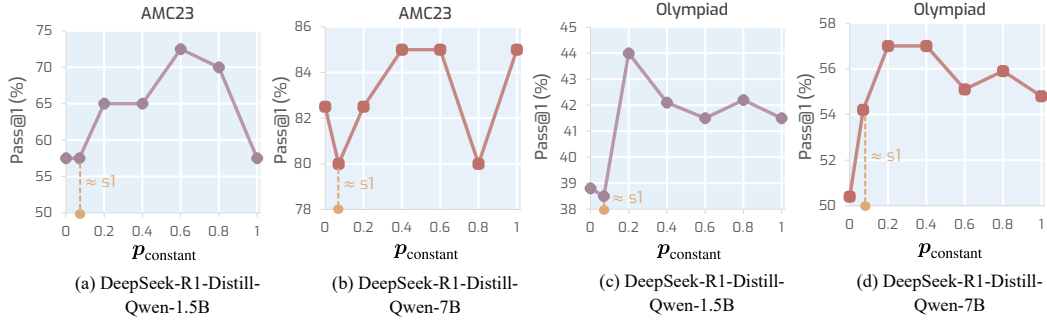 AMC23
Pass@1 (%)
75
70
65
60
55
50
≈ s1
0
0.2
0.4
0.6
0.8
1
p constant
(a) DeepSeek-R1-Distill-
Qwen-1.5B
AMC23
Pass@1 (%)
86
84
82
80
78
≈ s1
0
0.2
0.4
0.6
0.8
1
p constant
(b) DeepSeek-R1-Distill-
Qwen-7B
Olympiad
Pass@1 (%)
45
44
43
42
41
40
39
38
≈ s1
0
0.2
0.4
0.6
0.8
1
p constant
(c) DeepSeek-R1-Distill-
Qwen-1.5B
Olympiad
Pass@1 (%)
58
56
54
52
50
≈ s1
0
0.2
0.4
0.6
0.8
1
p constant
(d) DeepSeek-R1-Distill-
Qwen-7B